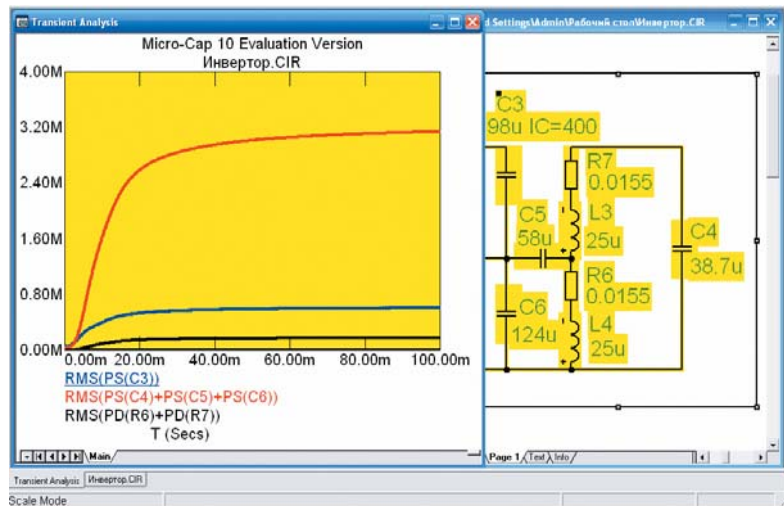 Transient Analysis
d Settings\Admin\Рабочий стол\Инвертор.CIR
Micro-Cap 10 Evaluation Version
Инвертор.CIR
4.00M
3.20M
2.40M
1.60M
0.80M
0.00M
0.00m 20.00m 40.00m 60.00m 80.00m 100.00m
RMS(PS(C3))
RMS(PS(C4)+PS(C5)+PS(C6))
RMS(PD(R6)+PD(R7))
T (Secs)
Main
C3
98u IC=400
R7
0.0155
C5
58u
L3
25u
C4
38.7u
R6
0.0155
C6
124u
L4
25u
Page 1 Text Info
Transient Analysis Инвертор.CIR
Scale Mode